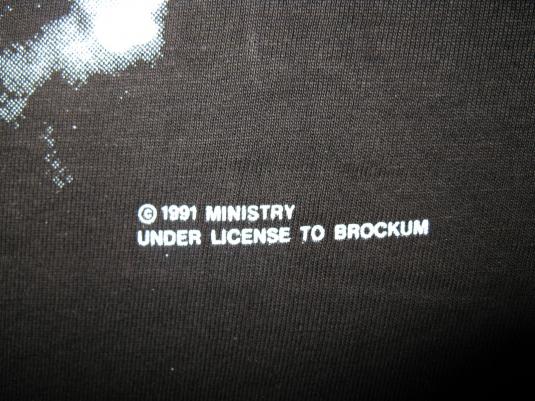 © 1991 MINISTRY
UNDER LICENSE TO BROCKUM